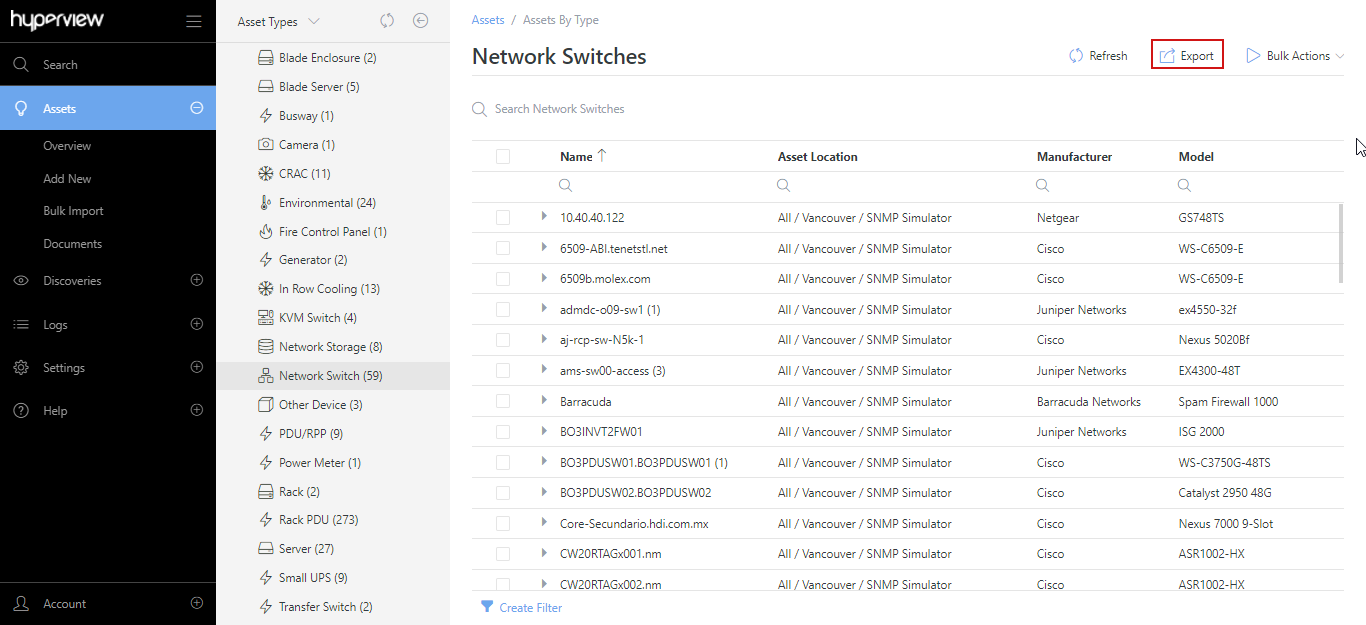 hyperview
Search
Assets
Overview
Add New
Bulk Import
Documents
Discoveries
Logs
Settings
Help
Account
Asset Types
Blade Enclosure (2)
Blade Server (5)
Busway (1)
Camera (1)
CRAC (11)
Environmental (24)
Fire Control Panel (1)
Generator (2)
In Row Cooling (13)
KVM Switch (4)
Network Storage (8)
Network Switch (59)
Other Device (3)
PDU/RPP (9)
Power Meter (1)
Rack (2)
Rack PDU (273)
Server (27)
Small UPS (9)
Transfer Switch (2)
Assets / Assets By Type
Network Switches
Refresh Export Bulk Actions
Search Network Switches
Name Asset Location Manufacturer Model
10.40.40.122 All / Vancouver / SNMP Simulator Netgear GS748TS
6509-ABI.tenetstl.net All / Vancouver / SNMP Simulator Cisco WS-C6509-E
6509b.molex.com All / Vancouver / SNMP Simulator Cisco WS-C6509-E
admdc-o09-sw1 (1) All / Vancouver / SNMP Simulator Juniper Networks ex4550-32f
aj-rcp-sw-N5k-1 All / Vancouver / SNMP Simulator Cisco Nexus 5020Bf
ams-sw00-access (3) All / Vancouver / SNMP Simulator Juniper Networks EX4300-48T
Barracuda All / Vancouver / SNMP Simulator Barracuda Networks Spam Firewall 1000
BO3INVT2FW01 All / Vancouver / SNMP Simulator Juniper Networks ISG 2000
BO3PDUSW01.BO3PDUSW01 (1) All / Vancouver / SNMP Simulator Cisco WS-C3750G-48TS
BO3PDUSW02.BO3PDUSW02 All / Vancouver / SNMP Simulator Cisco Catalyst 2950 48G
Core-Secundario.hdi.com.mx All / Vancouver / SNMP Simulator Cisco Nexus 7000 9-Slot
CW20RTAGx001.nm All / Vancouver / SNMP Simulator Cisco ASR1002-HX
CW20RTAGx002.nm All / Vancouver / SNMP Simulator Cisco ASR1002-HX
Create Filter